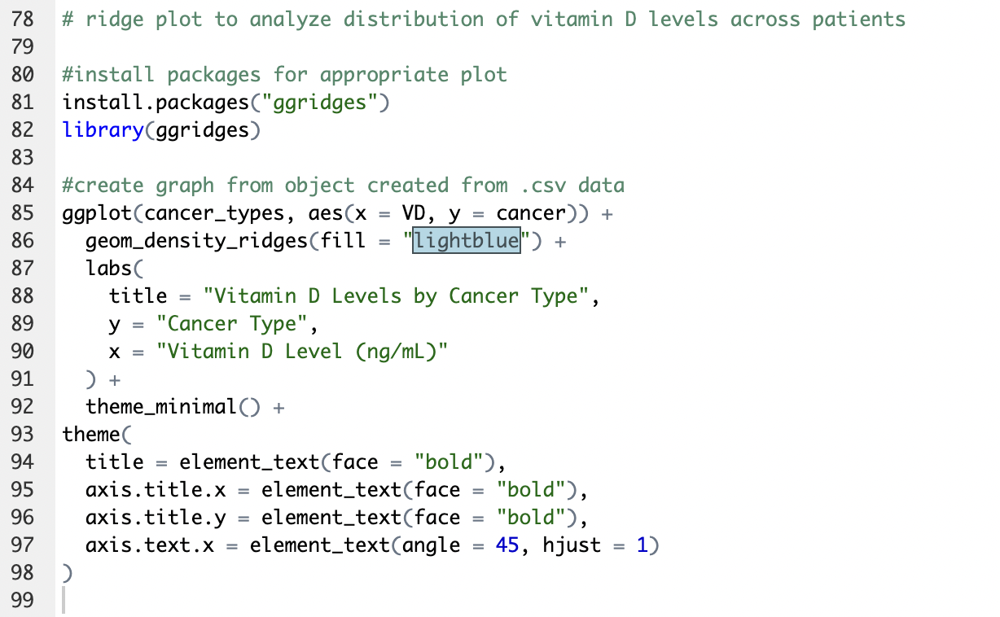 78 # ridge plot to analyze distribution of vitamin D levels across patients
79
80 #install packages for appropriate plot
81 install.packages("ggridges")
82 library(ggridges)
83
84 #create graph from object created from .csv data
85 ggplot(cancer_types, aes(x = VD, y = cancer)) +
86   geom_density_ridges(fill = "lightblue") +
87   labs(
88     title = "Vitamin D Levels by Cancer Type",
89     y = "Cancer Type",
90     x = "Vitamin D Level (ng/mL)"
91   ) +
92   theme_minimal() +
93 theme(
94   title = element_text(face = "bold"),
95   axis.title.x = element_text(face = "bold"),
96   axis.title.y = element_text(face = "bold"),
97   axis.text.x = element_text(angle = 45, hjust = 1)
98 )
99